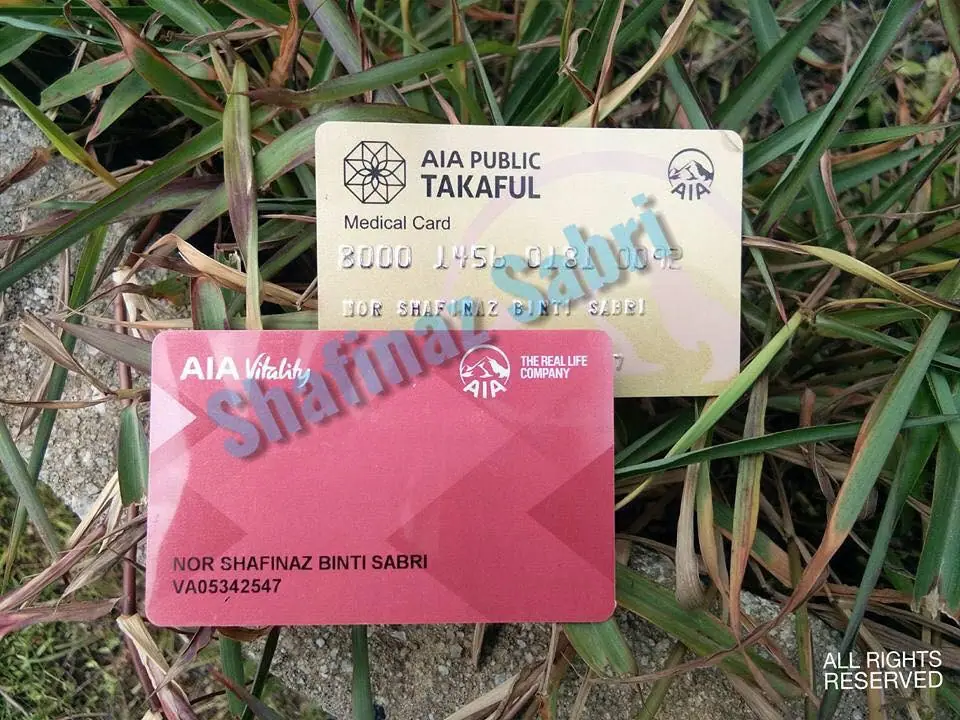 AIA PUBLIC
TAKAFUL
AIA
Medical Card
8000 1456 0181 0092
NOR SHAFINAZ BINTI SABRI
Shafinaz Sabri
AIA Vitality
AIA
THE REAL LIFE
COMPANY
NOR SHAFINAZ BINTI SABRI
VA05342547
ALL RIGHTS
RESERVED